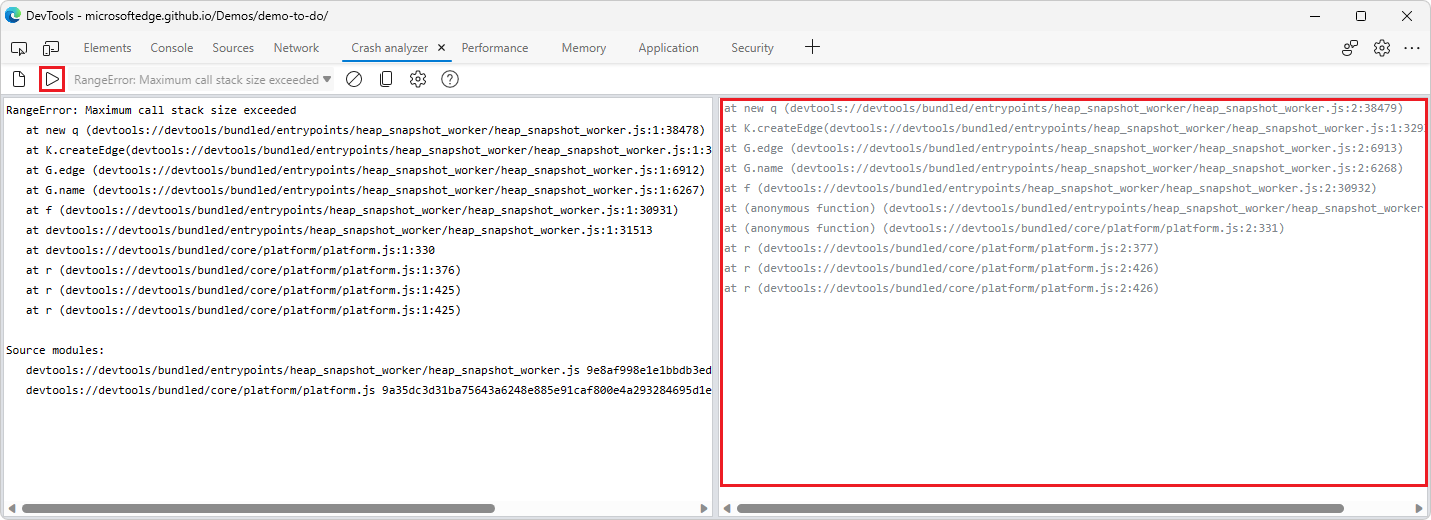 DevTools - microsoftedge.github.io/Demos/demo-to-do/
Elements Console Sources Network Crash analyzer Performance Memory Application Security
RangeError: Maximum call stack size exceeded
RangeError: Maximum call stack size exceeded
at new q (devtools://devtools/bundled/entrypoints/heap_snapshot_worker/heap_snapshot_worker.js:1:38478)
at K.createEdge(devtools://devtools/bundled/entrypoints/heap_snapshot_worker/heap_snapshot_worker.js:1:3
at G.edge (devtools://devtools/bundled/entrypoints/heap_snapshot_worker/heap_snapshot_worker.js:1:6912)
at G.name (devtools://devtools/bundled/entrypoints/heap_snapshot_worker/heap_snapshot_worker.js:1:6267)
at f (devtools://devtools/bundled/entrypoints/heap_snapshot_worker/heap_snapshot_worker.js:1:30931)
at devtools://devtools/bundled/entrypoints/heap_snapshot_worker/heap_snapshot_worker.js:1:31513
at devtools://devtools/bundled/core/platform/platform.js:1:330
at r (devtools://devtools/bundled/core/platform/platform.js:1:376)
at r (devtools://devtools/bundled/core/platform/platform.js:1:425)
at r (devtools://devtools/bundled/core/platform/platform.js:1:425)
Source modules:
devtools://devtools/bundled/entrypoints/heap_snapshot_worker/heap_snapshot_worker.js 9e8af998e1e1bbdb3ed
devtools://devtools/bundled/core/platform/platform.js 9a35dc3d31ba75643a6248e885e91caf800e4a293284695d1e
at new q (devtools://devtools/bundled/entrypoints/heap_snapshot_worker/heap_snapshot_worker.js:2:38479)
at K.createEdge(devtools://devtools/bundled/entrypoints/heap_snapshot_worker/heap_snapshot_worker.js:1:329
at G.edge (devtools://devtools/bundled/entrypoints/heap_snapshot_worker/heap_snapshot_worker.js:2:6913)
at G.name (devtools://devtools/bundled/entrypoints/heap_snapshot_worker/heap_snapshot_worker.js:2:6268)
at f (devtools://devtools/bundled/entrypoints/heap_snapshot_worker/heap_snapshot_worker.js:2:30932)
at (anonymous function) (devtools://devtools/bundled/entrypoints/heap_snapshot_worker/heap_snapshot_worker
at (anonymous function) (devtools://devtools/bundled/core/platform/platform.js:2:331)
at r (devtools://devtools/bundled/core/platform/platform.js:2:377)
at r (devtools://devtools/bundled/core/platform/platform.js:2:426)
at r (devtools://devtools/bundled/core/platform/platform.js:2:426)